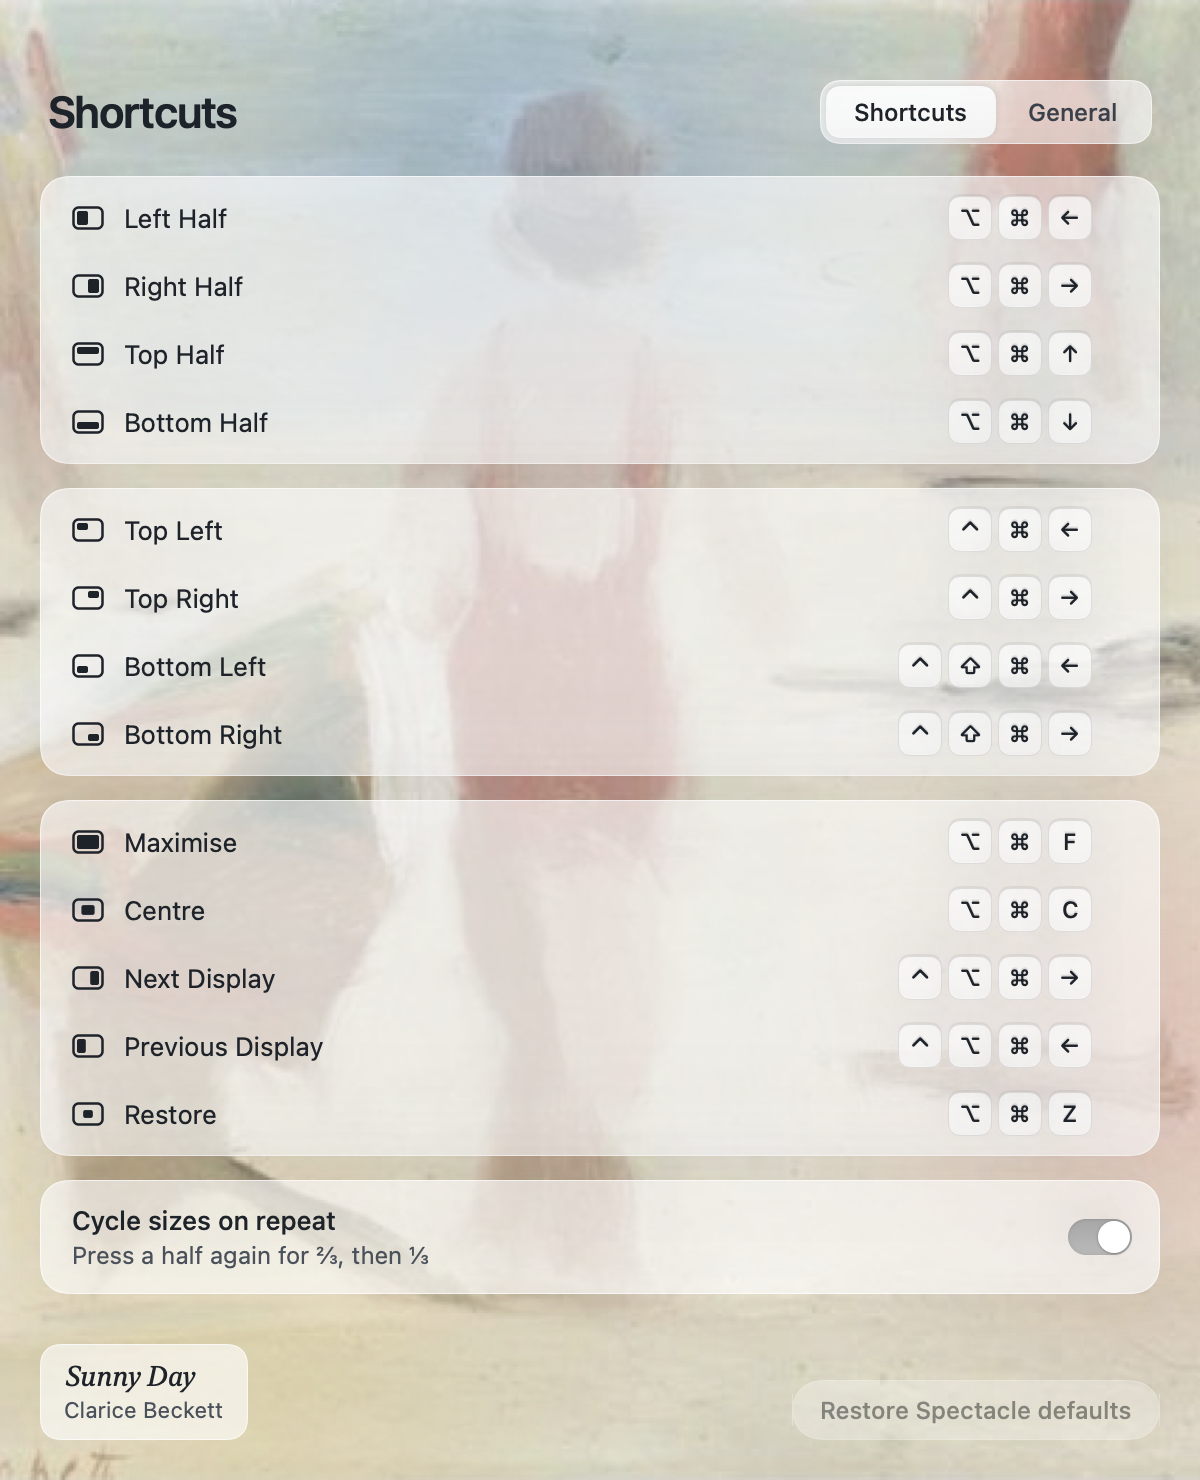 Shortcuts
Shortcuts General
Left Half ⌥ ⌘ ←
Right Half ⌥ ⌘ →
Top Half ⌥ ⌘ ↑
Bottom Half ⌥ ⌘ ↓
Top Left ^ ⌘ ←
Top Right ^ ⌘ →
Bottom Left ^ ⇧ ⌘ ←
Bottom Right ^ ⇧ ⌘ →
Maximise ⌥ ⌘ F
Centre ⌥ ⌘ C
Next Display ^ ⌥ ⌘ →
Previous Display ^ ⌥ ⌘ ←
Restore ⌥ ⌘ Z
Cycle sizes on repeat
Press a half again for ⅔, then ⅓
Sunny Day
Clarice Beckett
Restore Spectacle defaults